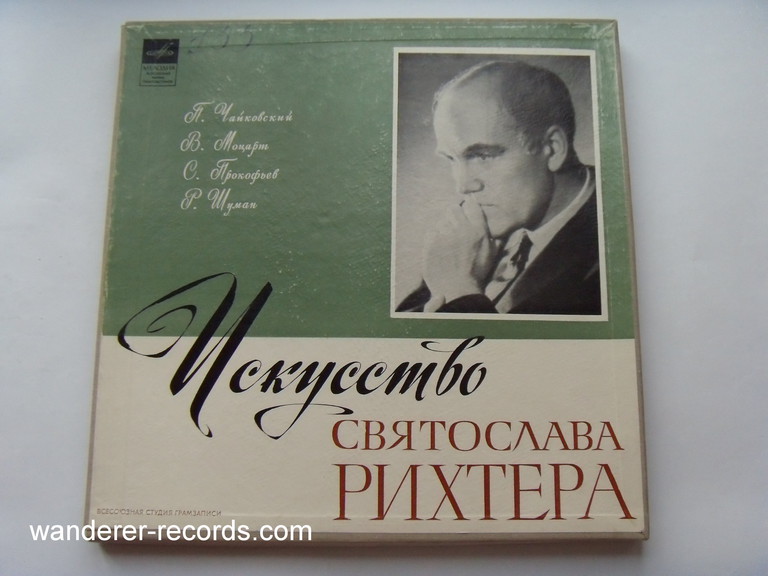 П. Чайковский
В. Моцарт
С. Прокофьев
Р. Шуман
Искусство
СВЯТОСЛАВА
РИХТЕРА
ВСЕСОЮЗНАЯ СТУДИЯ ГРАМЗАПИСИ
wanderer-records.com